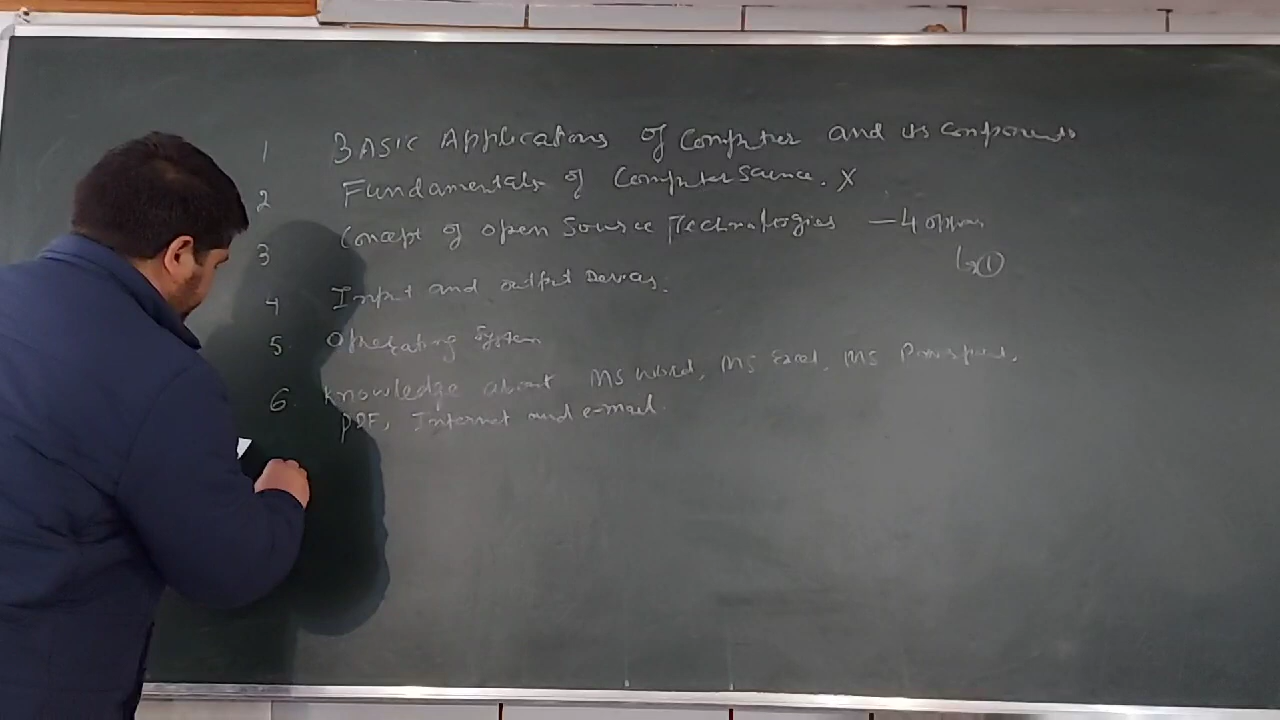 1 BASIC Applications of Computer and its components
2 Fundamentals of Computer Science. X
3 Concept of open Source Technologies — 4 options
↳ ①
4 Input and output Devices.
5 Operating System
6. Knowledge about MS Word, MS Excel, MS Powerpoint,
PDF, Internet and e-mail.